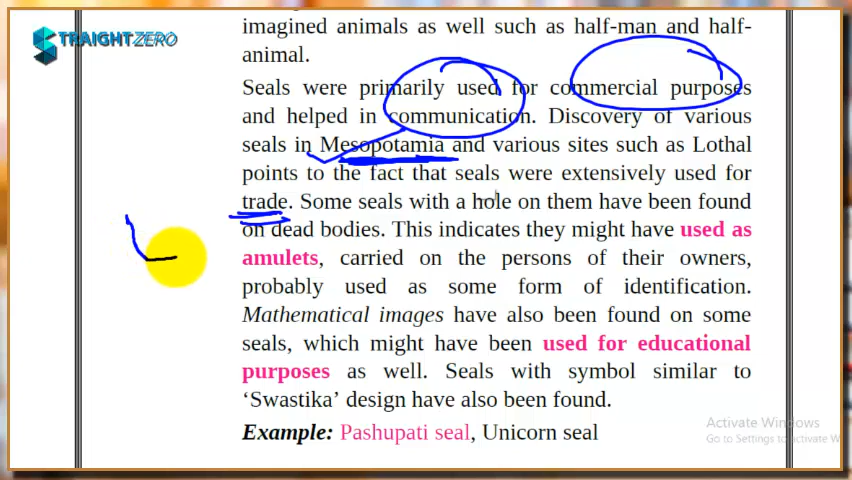 STRAIGHTZERO
imagined animals as well such as half-man and half-
animal.
Seals were primarily used for commercial purposes
and helped in communication. Discovery of various
seals in Mesopotamia and various sites such as Lothal
points to the fact that seals were extensively used for
trade. Some seals with a hole on them have been found
on dead bodies. This indicates they might have used as
amulets, carried on the persons of their owners,
probably used as some form of identification.
Mathematical images have also been found on some
seals, which might have been used for educational
purposes as well. Seals with symbol similar to
‘Swastika’ design have also been found.
Example: Pashupati seal, Unicorn seal
Activate Windows
Go to Settings to activate W